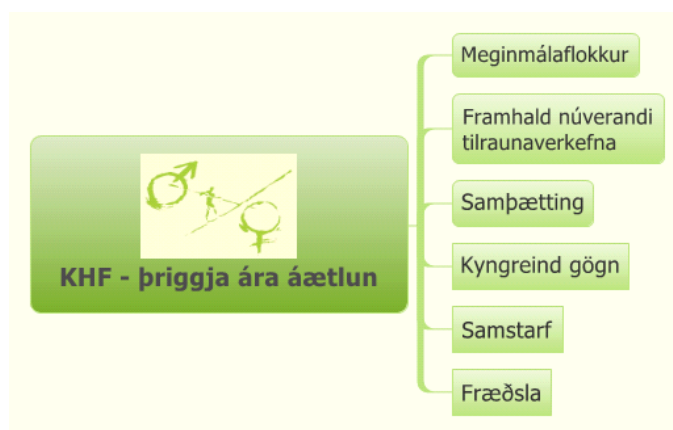 KHF - þriggja ára áætlun
Meginmálaflokkur
Framhald núverandi
tilraunaverkefna
Samþætting
Kyngreind gögn
Samstarf
Fræðsla